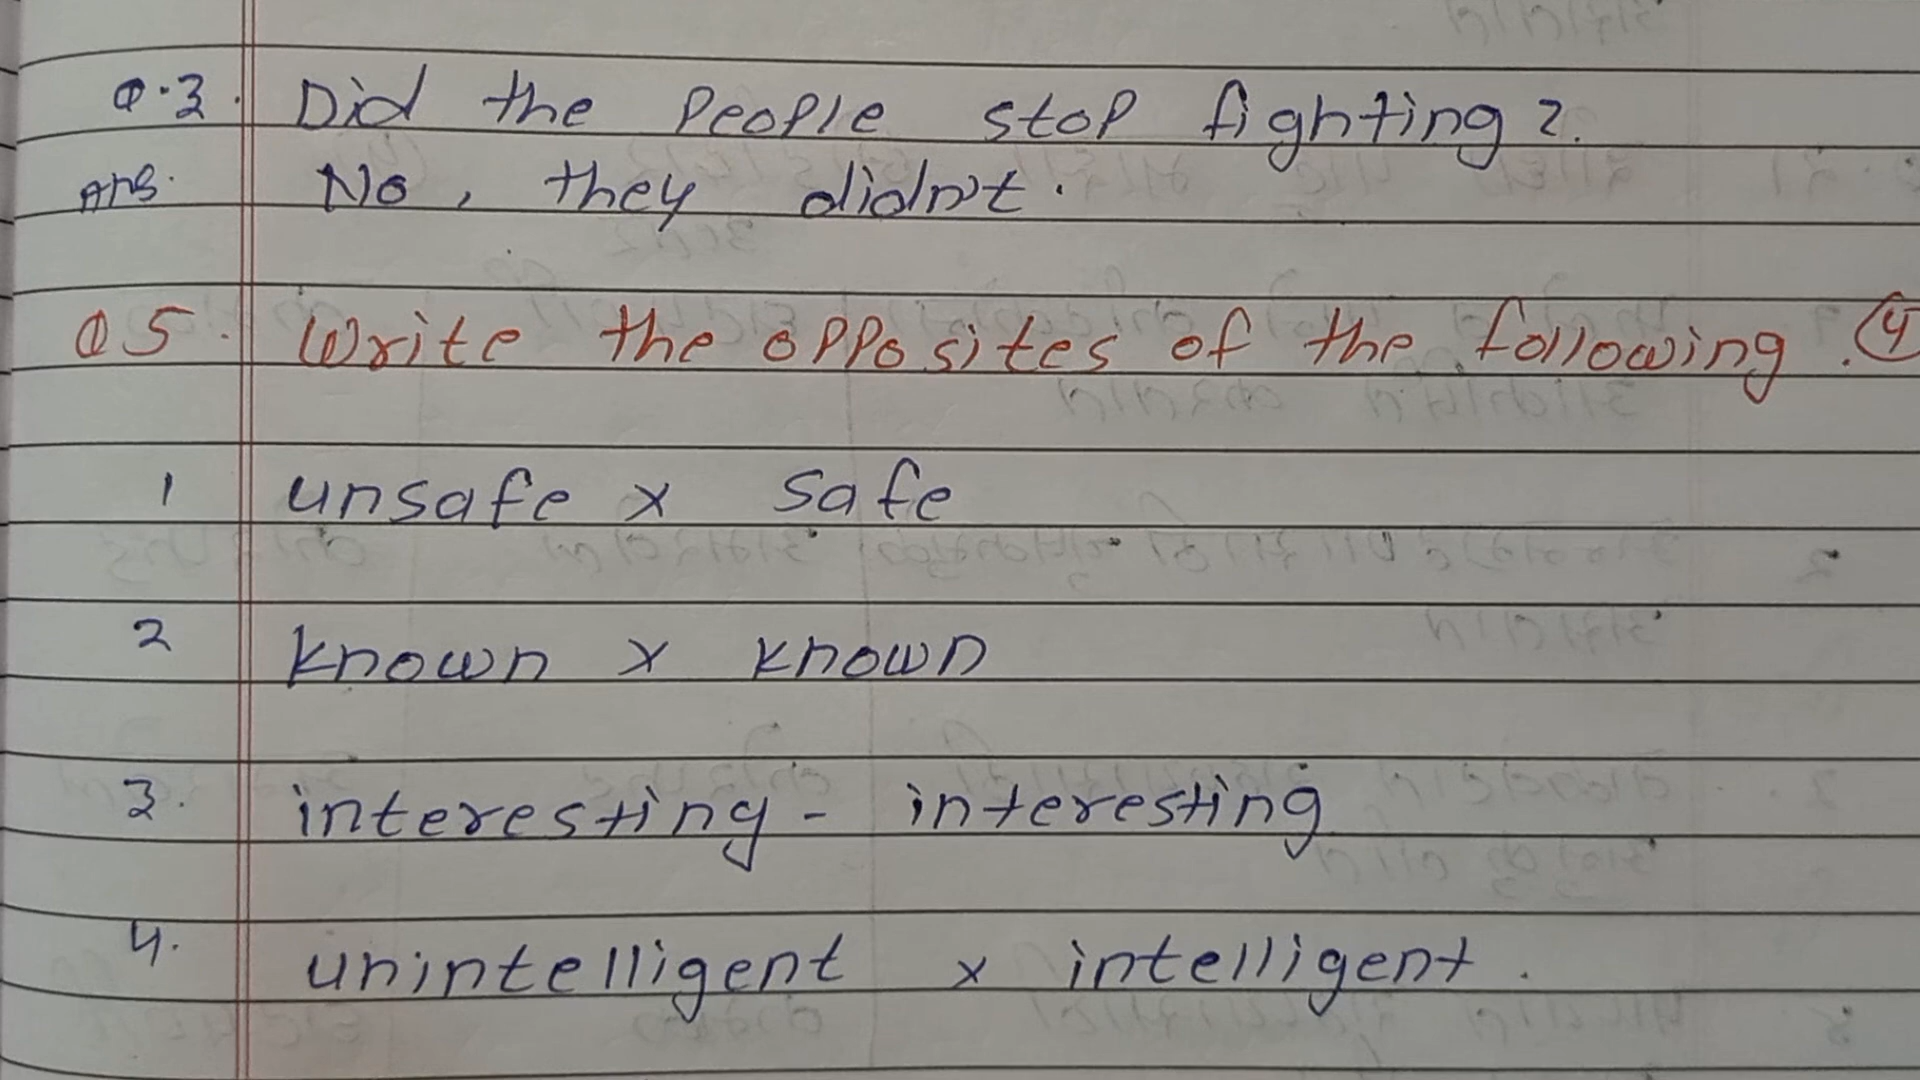 Q.3. Did the people stop fighting ?.
Ans. No, they didn't.
Q 5. Write the opposites of the following. 4
1 unsafe x safe
2 known x known
3. interesting - interesting
4. unintelligent x intelligent.